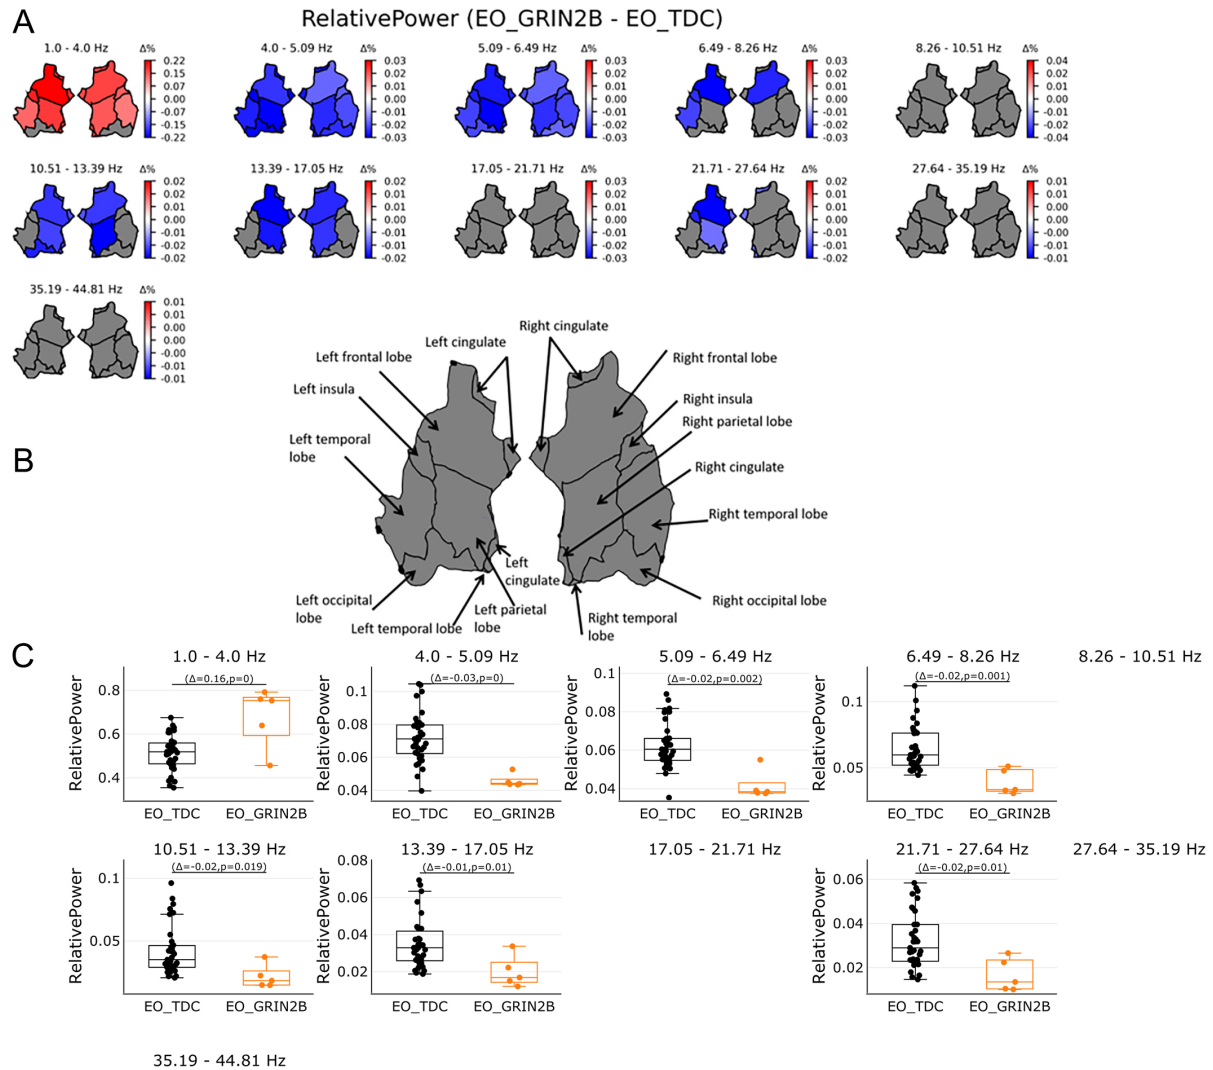 A
RelativePower (EO_GRIN2B - EO_TDC)
1.0 - 4.0 Hz Δ%
0.22
0.15
0.07
0.00
-0.07
-0.15
-0.22
4.0 - 5.09 Hz Δ%
0.03
0.02
0.01
0.00
-0.01
-0.02
-0.03
5.09 - 6.49 Hz Δ%
0.03
0.02
0.01
0.00
-0.01
-0.02
-0.03
6.49 - 8.26 Hz Δ%
0.03
0.02
0.01
0.00
-0.01
-0.02
-0.03
8.26 - 10.51 Hz Δ%
0.04
0.02
0.01
0.00
-0.01
-0.02
-0.04
10.51 - 13.39 Hz Δ%
0.02
0.02
0.01
0.00
-0.01
-0.02
-0.02
13.39 - 17.05 Hz Δ%
0.02
0.01
0.01
0.00
-0.01
-0.01
-0.02
17.05 - 21.71 Hz Δ%
0.03
0.02
0.01
0.00
-0.01
-0.02
-0.03
21.71 - 27.64 Hz Δ%
0.02
0.01
0.01
0.00
-0.01
-0.01
-0.02
27.64 - 35.19 Hz Δ%
0.01
0.01
0.00
0.00
-0.00
-0.01
-0.01
35.19 - 44.81 Hz Δ%
0.01
0.01
0.00
0.00
-0.00
-0.01
-0.01
B
Right cingulate
Left cingulate
Left frontal lobe
Right frontal lobe
Left insula
Right insula
Right parietal lobe
Left temporal
lobe
Right cingulate
Right temporal lobe
Left
cingulate
Left occipital
lobe
Left temporal lobe
Left parietal
lobe
Right temporal
lobe
Right occipital lobe
C
1.0 - 4.0 Hz
(Δ=0.16,p=0)
RelativePower
0.8
0.6
0.4
EO_TDC EO_GRIN2B
4.0 - 5.09 Hz
(Δ=-0.03,p=0)
RelativePower
0.1
0.08
0.06
0.04
EO_TDC EO_GRIN2B
5.09 - 6.49 Hz
(Δ=-0.02,p=0.002)
RelativePower
0.1
0.08
0.06
0.04
EO_TDC EO_GRIN2B
6.49 - 8.26 Hz
(Δ=-0.02,p=0.001)
RelativePower
0.1
0.05
EO_TDC EO_GRIN2B
8.26 - 10.51 Hz
10.51 - 13.39 Hz
(Δ=-0.02,p=0.019)
RelativePower
0.1
0.05
EO_TDC EO_GRIN2B
13.39 - 17.05 Hz
(Δ=-0.01,p=0.01)
RelativePower
0.08
0.06
0.04
0.02
EO_TDC EO_GRIN2B
17.05 - 21.71 Hz
21.71 - 27.64 Hz
(Δ=-0.02,p=0.01)
RelativePower
0.06
0.04
0.02
EO_TDC EO_GRIN2B
27.64 - 35.19 Hz
35.19 - 44.81 Hz